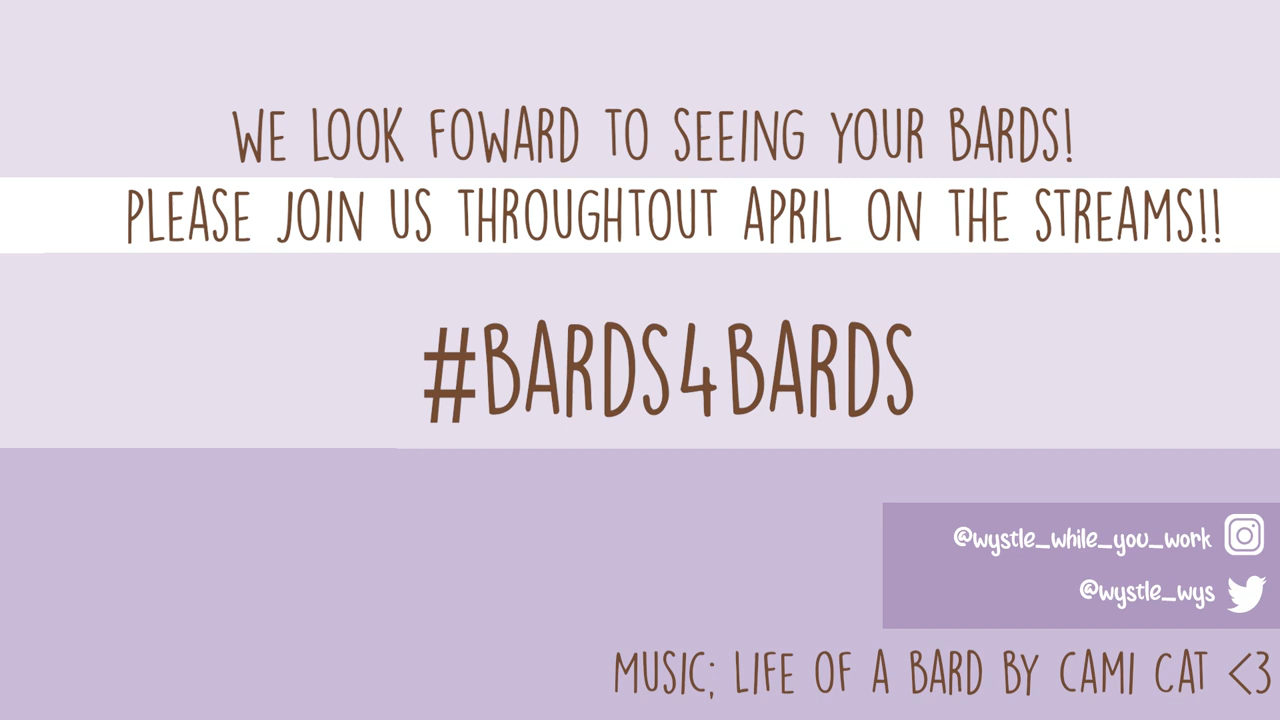 WE LOOK FOWARD TO SEEING YOUR BARDS!
PLEASE JOIN US THROUGHTOUT APRIL ON THE STREAMS!!
#BARDS4BARDS
@wystle_while_you_work
@wystle_wys
MUSIC; LIFE OF A BARD BY CAMI CAT <3